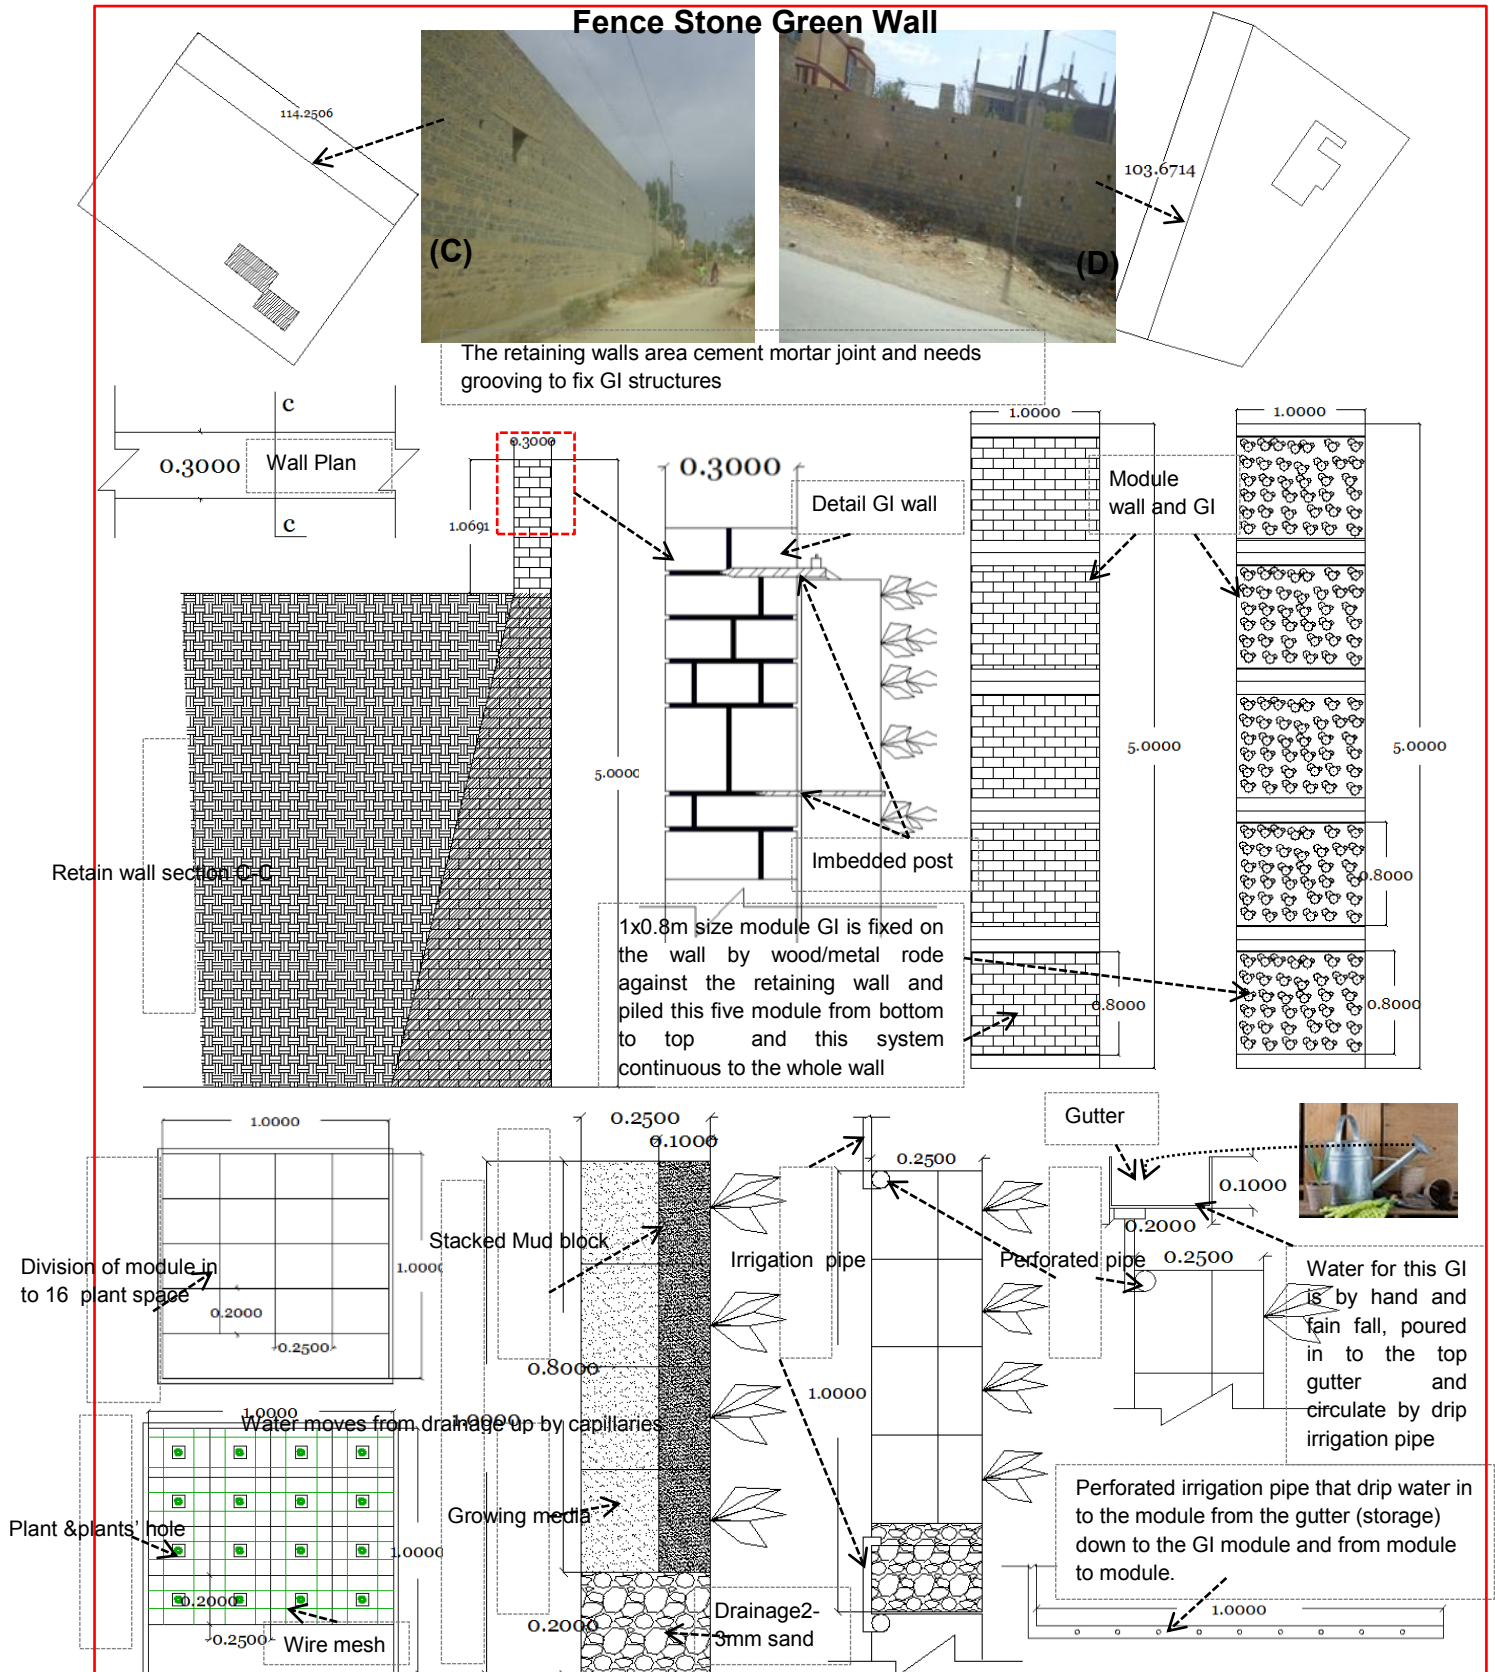 Fence Stone Green Wall
114.2506
103.6714
(C)
(D)
The retaining walls area cement mortar joint and needs
grooving to fix GI structures
c
0.3000
Wall Plan
c
0.3000
1.0691
5.0000
Retain wall section C-C
0.3000
Detail GI wall
Imbedded post
1.0000
1.0000
Module
wall and GI
5.0000
5.0000
0.8000
0.8000
0.8000
1x0.8m size module GI is fixed on
the wall by wood/metal rode
against the retaining wall and
piled this five module from bottom
to top and this system
continuous to the whole wall
1.0000
1.0000
Division of module in
to 16 plant space
0.2000
0.2500
1.0000
1.0000
Plant &plants' hole
0.2000
0.2500
Wire mesh
0.2500
0.1000
Stacked Mud block
0.8000
1.0000
Water moves from drainage up by capillaries
Growing media
0.2000
Drainage2-
3mm sand
Irrigation pipe
0.2500
1.0000
Perforated pipe
Gutter
0.1000
0.2000
0.2500
Water for this GI
is by hand and
fain fall, poured
in to the top
gutter and
circulate by drip
irrigation pipe
Perforated irrigation pipe that drip water in
to the module from the gutter (storage)
down to the GI module and from module
to module.
1.0000